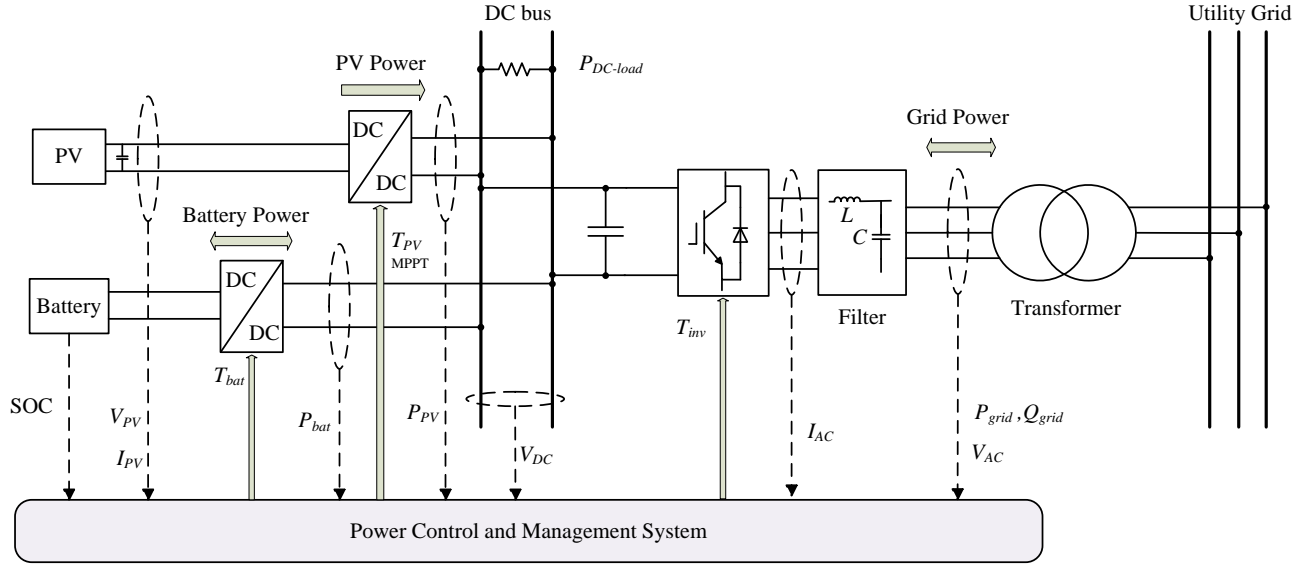 DC bus
Utility Grid
PV Power
P_DC-load
Grid Power
PV
DC
DC
Battery Power
T_PV
MPPT
L
C
Battery
DC
DC
T_inv
Filter
Transformer
T_bat
SOC
V_PV
I_PV
P_bat
P_PV
V_DC
I_AC
P_grid ,Q_grid
V_AC
Power Control and Management System